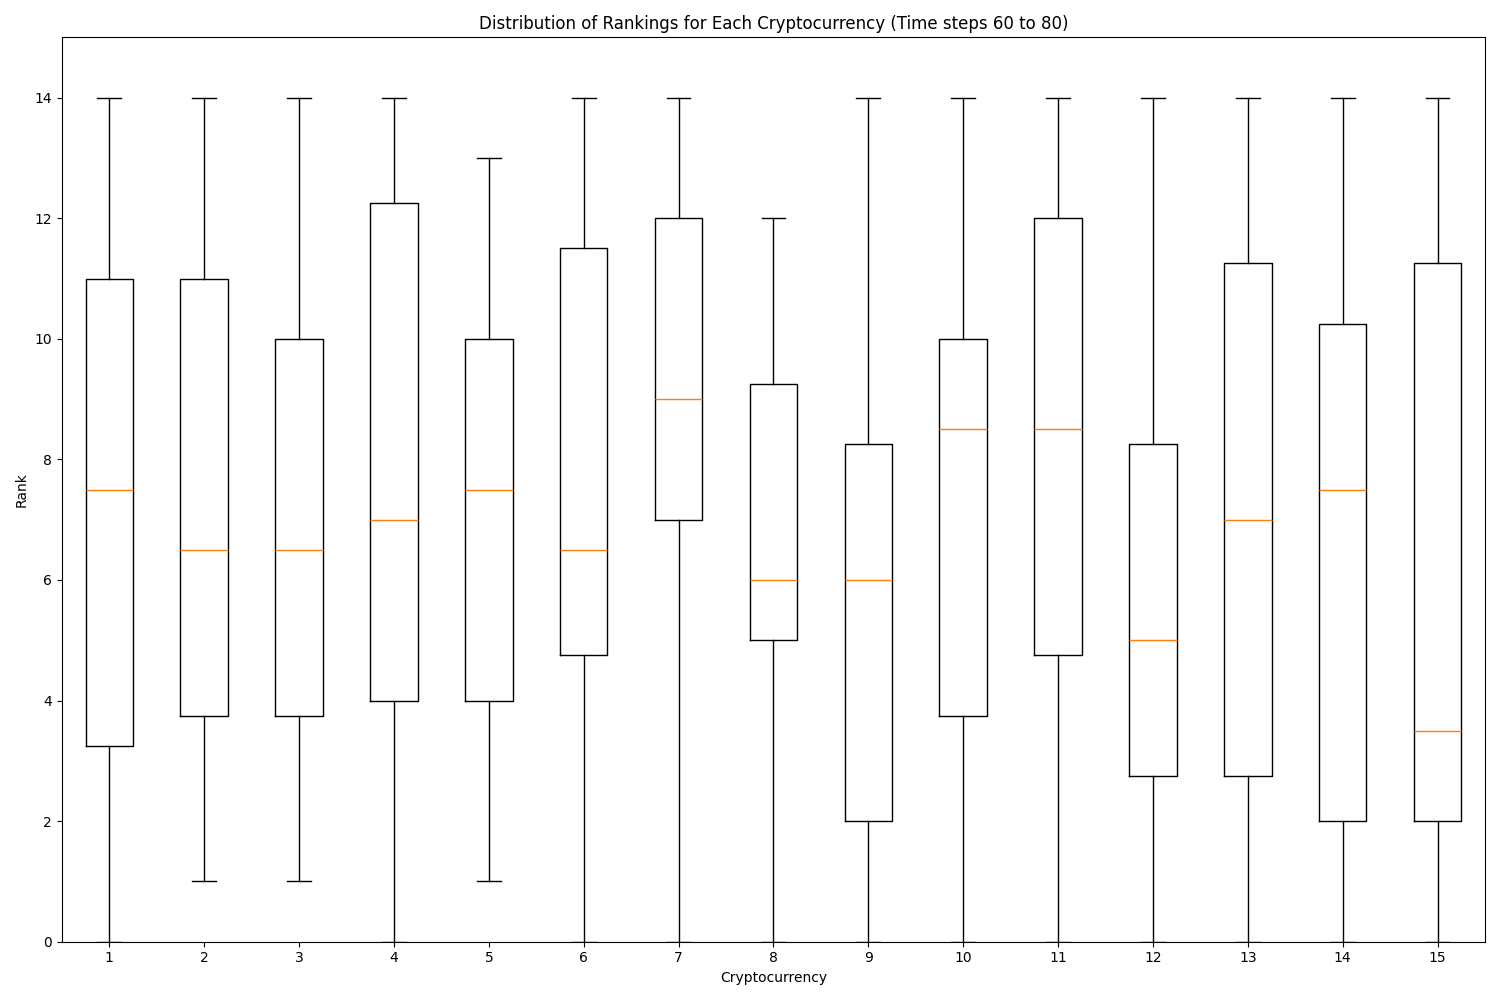 Distribution of Rankings for Each Cryptocurrency (Time steps 60 to 80)
14
12
10
8
6
4
2
0
Rank
1 2 3 4 5 6 7 8 9 10 11 12 13 14 15
Cryptocurrency